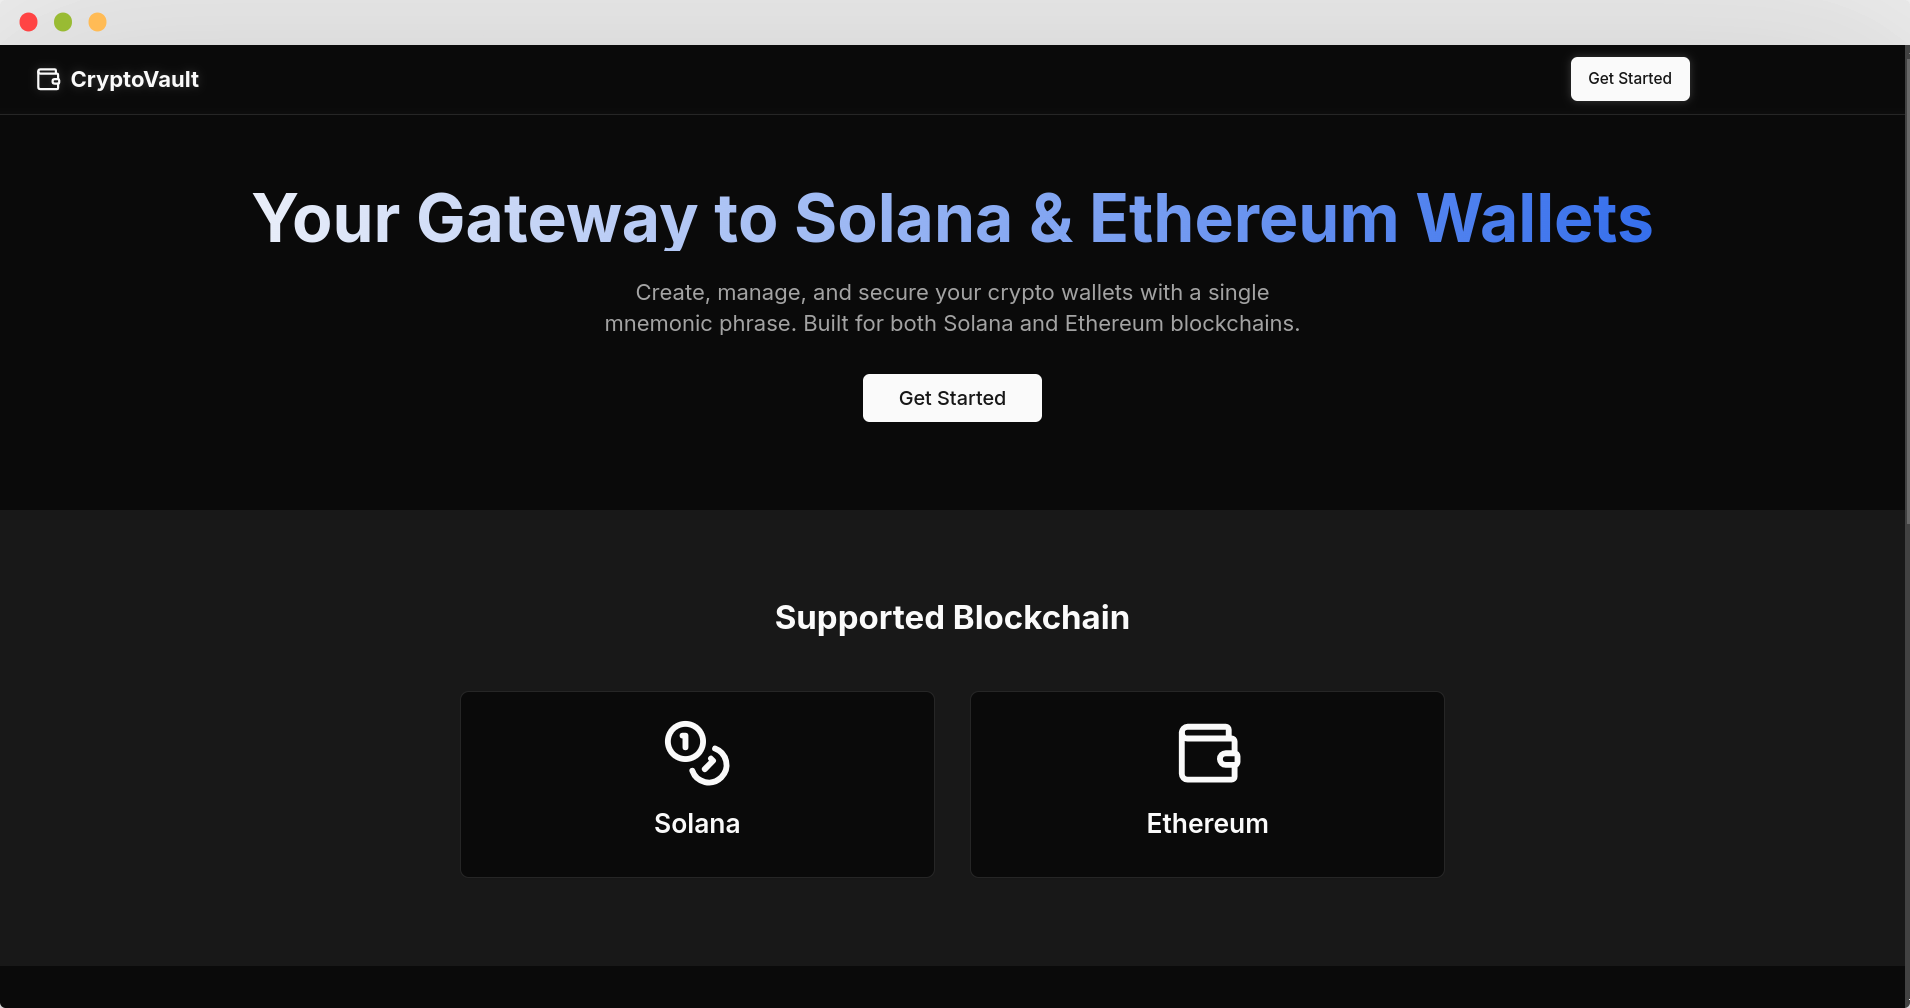 CryptoVault
Get Started
Your Gateway to Solana & Ethereum Wallets
Create, manage, and secure your crypto wallets with a single
mnemonic phrase. Built for both Solana and Ethereum blockchains.
Get Started
Supported Blockchain
Solana
Ethereum